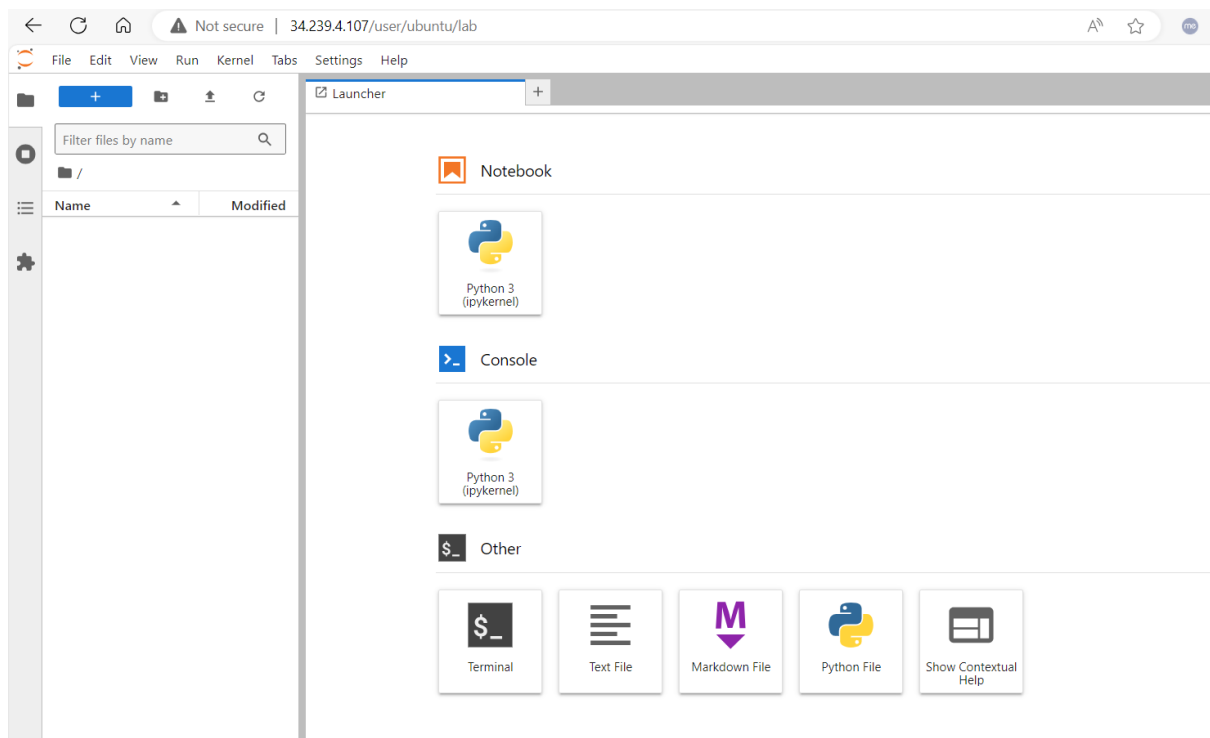 Not secure | 34.239.4.107/user/ubuntu/lab A me
File Edit View Run Kernel Tabs Settings Help
+ Launcher +
Filter files by name
/
Name Modified
Notebook
Python 3
(ipykernel)
>_ Console
Python 3
(ipykernel)
$_ Other
$_ M
Terminal Text File Markdown File Python File Show Contextual
Help